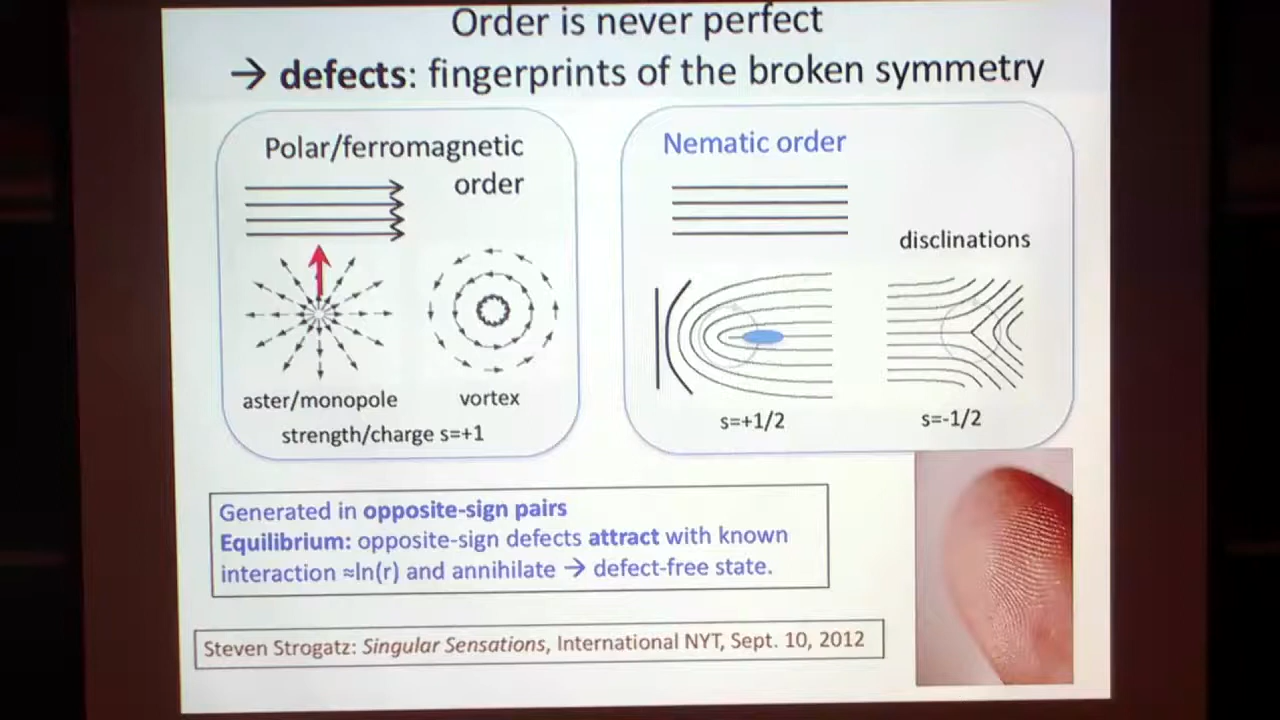 Order is never perfect
→ defects: fingerprints of the broken symmetry
Polar/ferromagnetic
order
aster/monopole
vortex
strength/charge s=+1
Nematic order
disclinations
s=+1/2
s=-1/2
Generated in opposite-sign pairs
Equilibrium: opposite-sign defects attract with known
interaction ≈ln(r) and annihilate → defect-free state.
Steven Strogatz: Singular Sensations, International NYT, Sept. 10, 2012